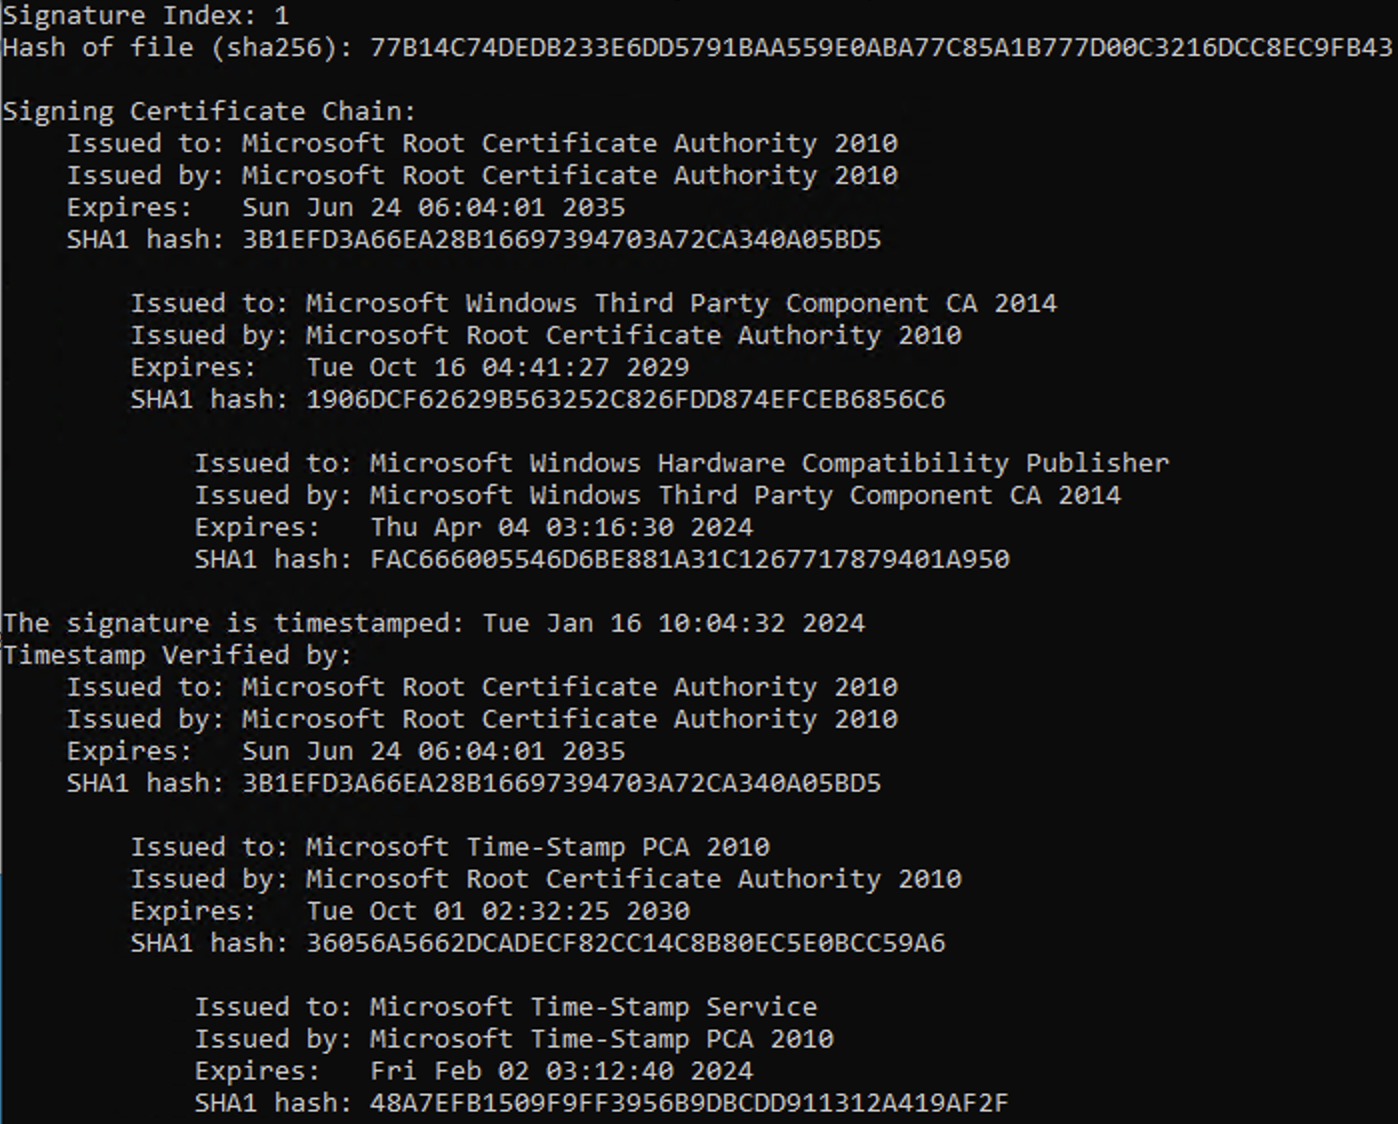 Signature Index: 1
Hash of file (sha256): 77B14C74DEDB233E6DD5791BAA559E0ABA77C85A1B777D00C3216DCC8EC9FB43
Signing Certificate Chain:
Issued to: Microsoft Root Certificate Authority 2010
Issued by: Microsoft Root Certificate Authority 2010
Expires: Sun Jun 24 06:04:01 2035
SHA1 hash: 3B1EFD3A66EA28B16697394703A72CA340A05BD5
Issued to: Microsoft Windows Third Party Component CA 2014
Issued by: Microsoft Root Certificate Authority 2010
Expires: Tue Oct 16 04:41:27 2029
SHA1 hash: 1906DCF62629B563252C826FDD874EFCEB6856C6
Issued to: Microsoft Windows Hardware Compatibility Publisher
Issued by: Microsoft Windows Third Party Component CA 2014
Expires: Thu Apr 04 03:16:30 2024
SHA1 hash: FAC666005546D6BE881A31C1267717879401A950
The signature is timestamped: Tue Jan 16 10:04:32 2024
Timestamp Verified by:
Issued to: Microsoft Root Certificate Authority 2010
Issued by: Microsoft Root Certificate Authority 2010
Expires: Sun Jun 24 06:04:01 2035
SHA1 hash: 3B1EFD3A66EA28B16697394703A72CA340A05BD5
Issued to: Microsoft Time-Stamp PCA 2010
Issued by: Microsoft Root Certificate Authority 2010
Expires: Tue Oct 01 02:32:25 2030
SHA1 hash: 36056A5662DCADECF82CC14C8B80EC5E0BCC59A6
Issued to: Microsoft Time-Stamp Service
Issued by: Microsoft Time-Stamp PCA 2010
Expires: Fri Feb 02 03:12:40 2024
SHA1 hash: 48A7EFB1509F9FF3956B9DBCDD911312A419AF2F